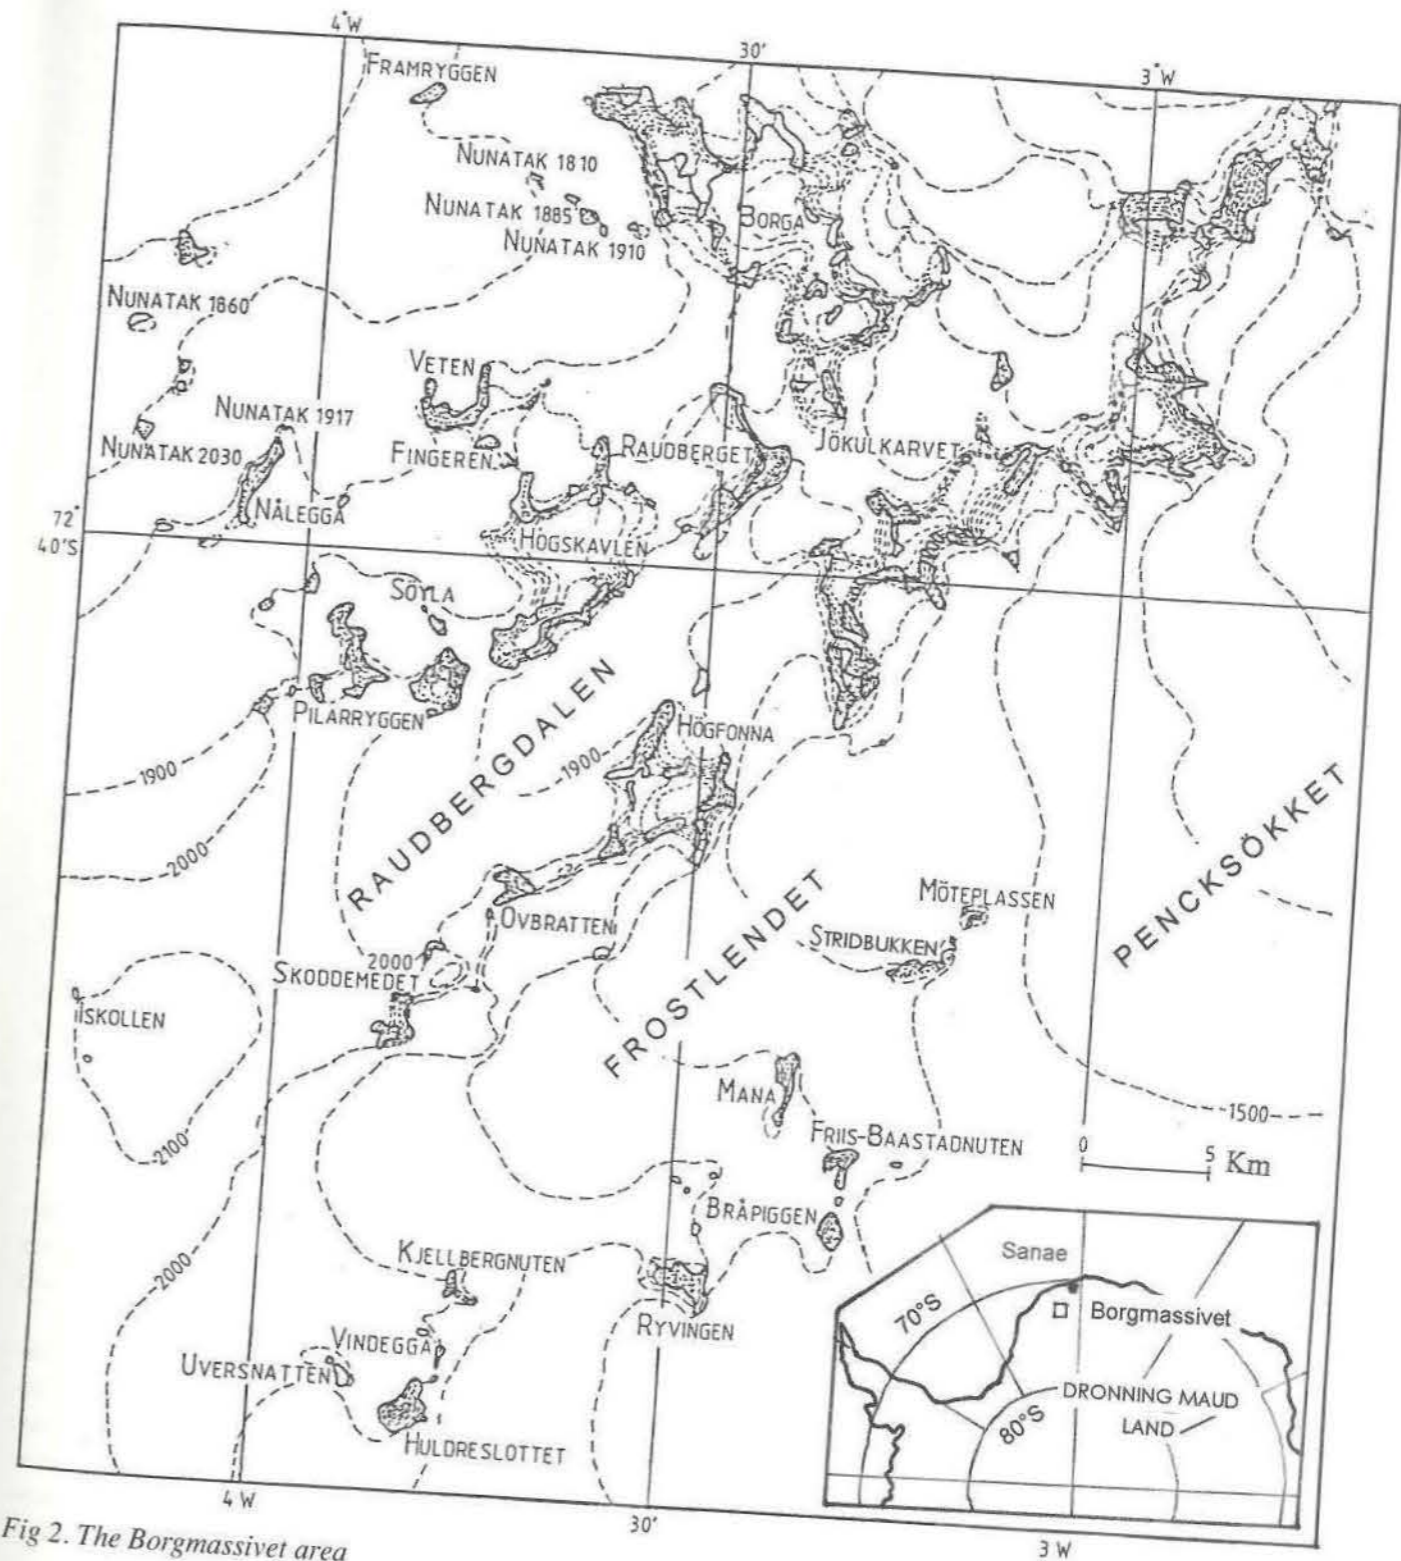 4°W
30'
3°W
FRAMRYGGEN
NUNATAK 1810
NUNATAK 1885
BORGA
NUNATAK 1910
NUNATAK 1860
VETEN
NUNATAK 1917
NUNATAK 2030
FINGEREN
RAUDBERGET
JÖKULKARVET
NÅLEGGA
72°
40'S
HÖGSKAVLEN
SÖYLA
PILARRYGGEN
HÖGFONNA
1900
1900
RAUDBERGDALEN
2000
PENCKSÖKKET
MÖTEPLASSEN
OVBRATTEN
STRIDBUKKEN
2000
SKODDEMEDET
FROSTLENDET
ISKOLLEN
MANA
1500
2100
FRIIS-BAASTADNUTEN
0 5 Km
BRÅPIGGEN
KJELLBERGNUTEN
2000
RYVINGEN
VINDEGGA
UVERSNATTEN
HULDRESLOTTET
Sanae
70°S
Borgmassivet
DRONNING MAUD
LAND
80°S
4 W
30'
3 W
Fig 2. The Borgmassivet area